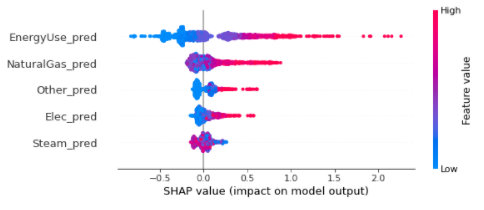 High
EnergyUse_pred
NaturalGas_pred
Other_pred
Elec_pred
Steam_pred
Feature value
Low
−0.5 0.0 0.5 1.0 1.5 2.0
SHAP value (impact on model output)